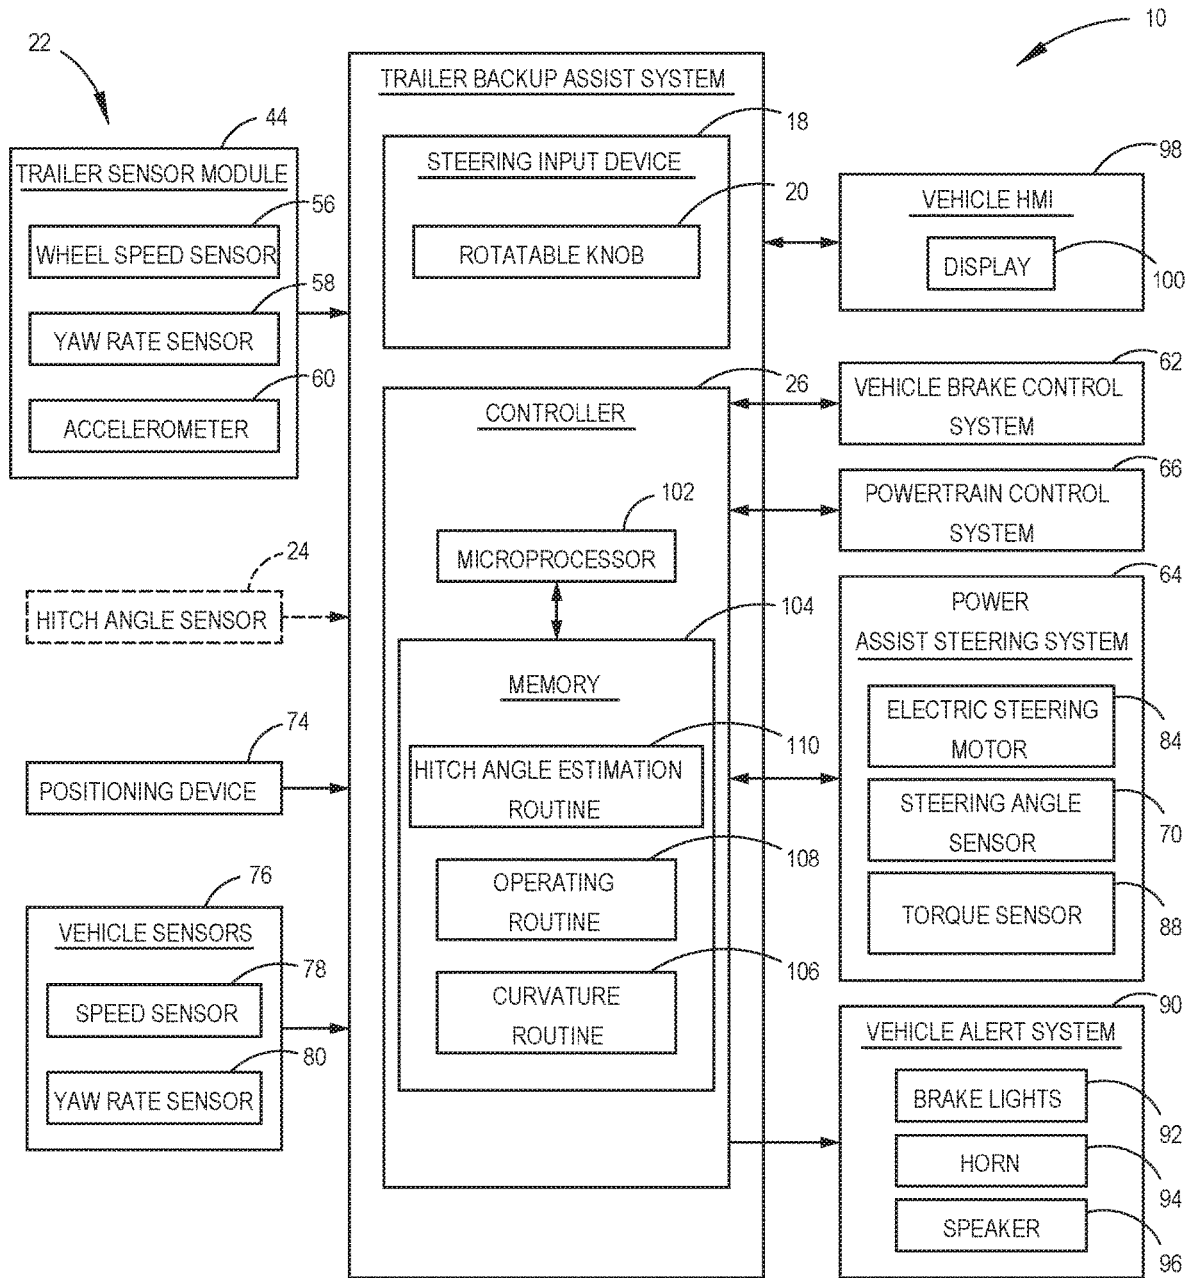 10
22
44
TRAILER SENSOR MODULE
56
WHEEL SPEED SENSOR
58
YAW RATE SENSOR
60
ACCELEROMETER
24
HITCH ANGLE SENSOR
74
POSITIONING DEVICE
76
VEHICLE SENSORS
78
SPEED SENSOR
80
YAW RATE SENSOR
TRAILER BACKUP ASSIST SYSTEM
18
STEERING INPUT DEVICE
20
ROTATABLE KNOB
26
CONTROLLER
102
MICROPROCESSOR
104
MEMORY
110
HITCH ANGLE ESTIMATION
ROUTINE
108
OPERATING
ROUTINE
106
CURVATURE
ROUTINE
98
VEHICLE HMI
DISPLAY
100
62
VEHICLE BRAKE CONTROL
SYSTEM
66
POWERTRAIN CONTROL
SYSTEM
64
POWER
ASSIST STEERING SYSTEM
ELECTRIC STEERING
MOTOR
84
STEERING ANGLE
SENSOR
70
TORQUE SENSOR
88
90
VEHICLE ALERT SYSTEM
BRAKE LIGHTS
92
HORN
94
SPEAKER
96